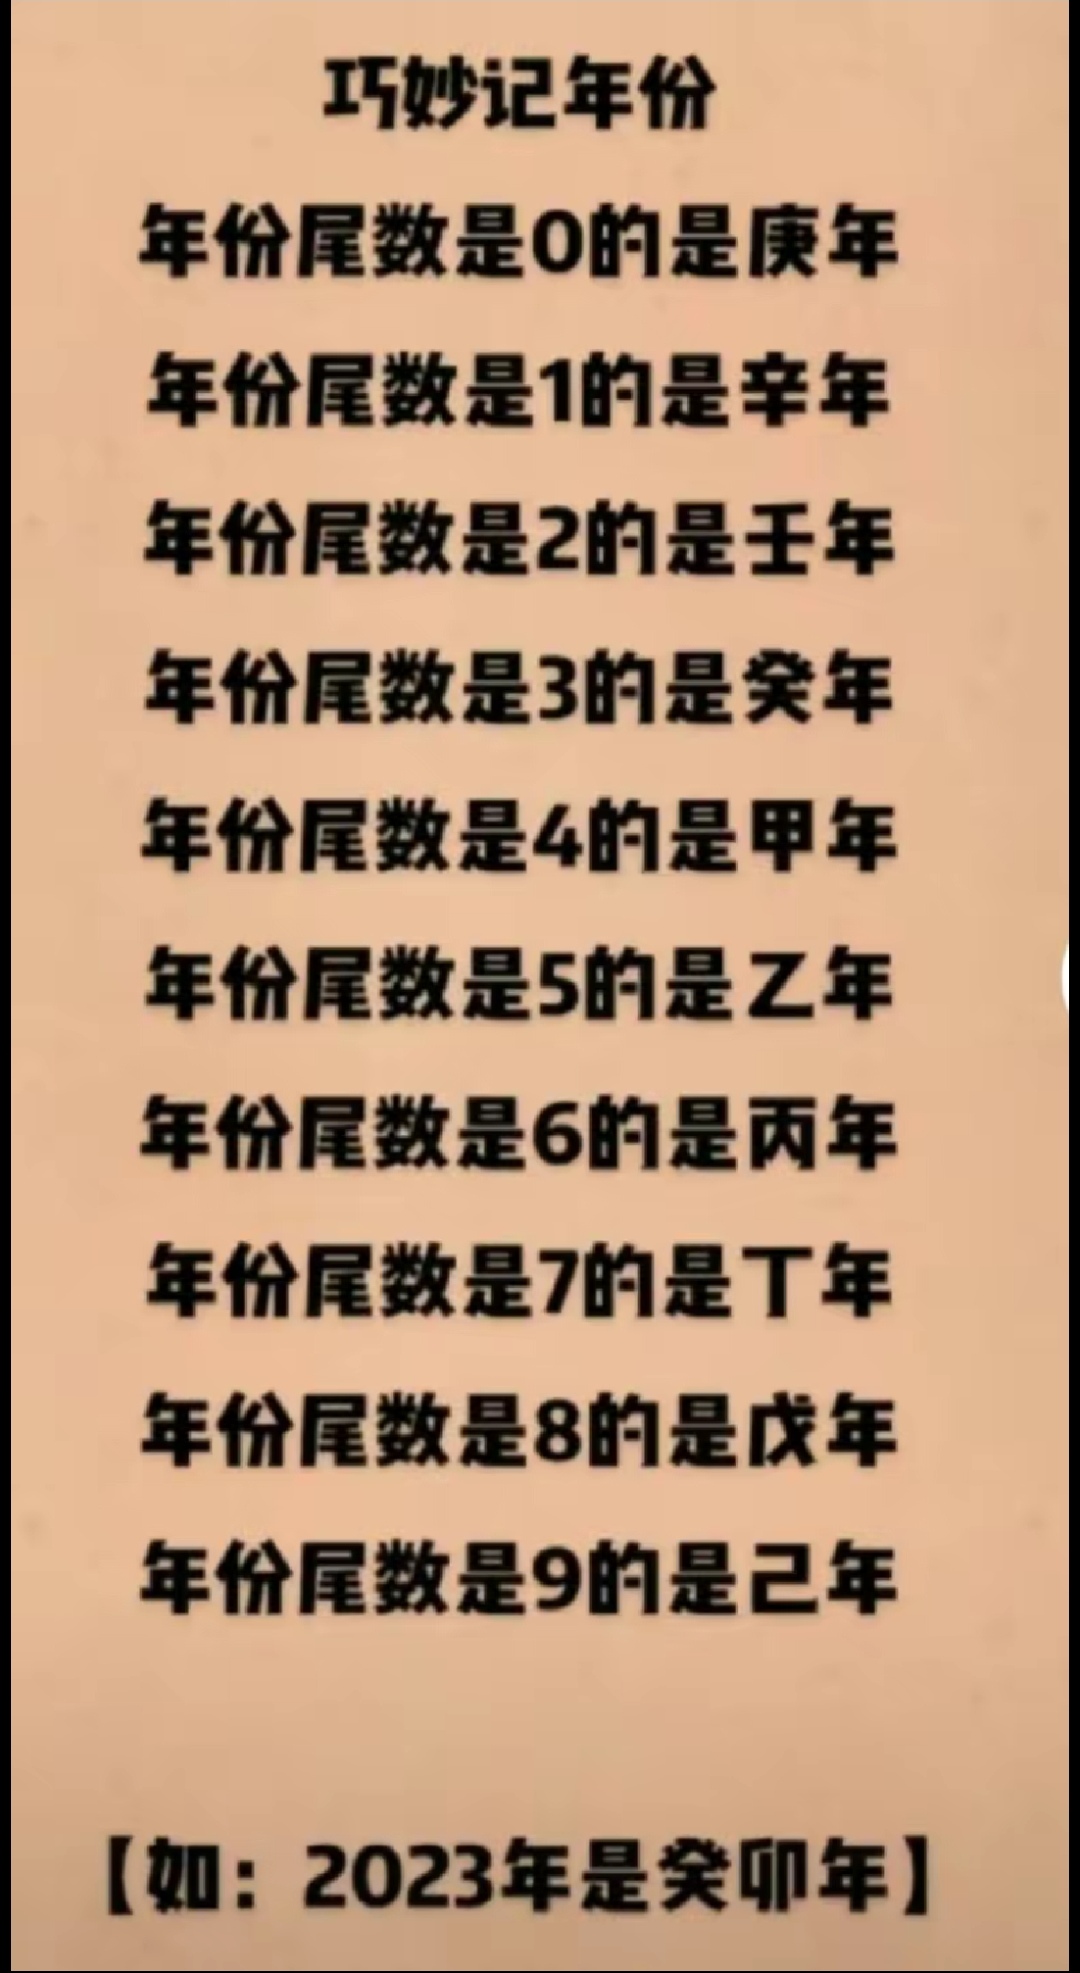 巧妙记年份
年份尾数是0的是庚年
年份尾数是1的是辛年
年份尾数是2的是壬年
年份尾数是3的是癸年
年份尾数是4的是甲年
年份尾数是5的是乙年
年份尾数是6的是丙年
年份尾数是7的是丁年
年份尾数是8的是戊年
年份尾数是9的是己年
【如：2023年是癸卯年】